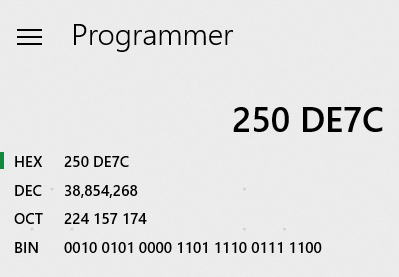 Programmer
250 DE7C
HEX 250 DE7C
DEC 38,854,268
OCT 224 157 174
BIN 0010 0101 0000 1101 1110 0111 1100